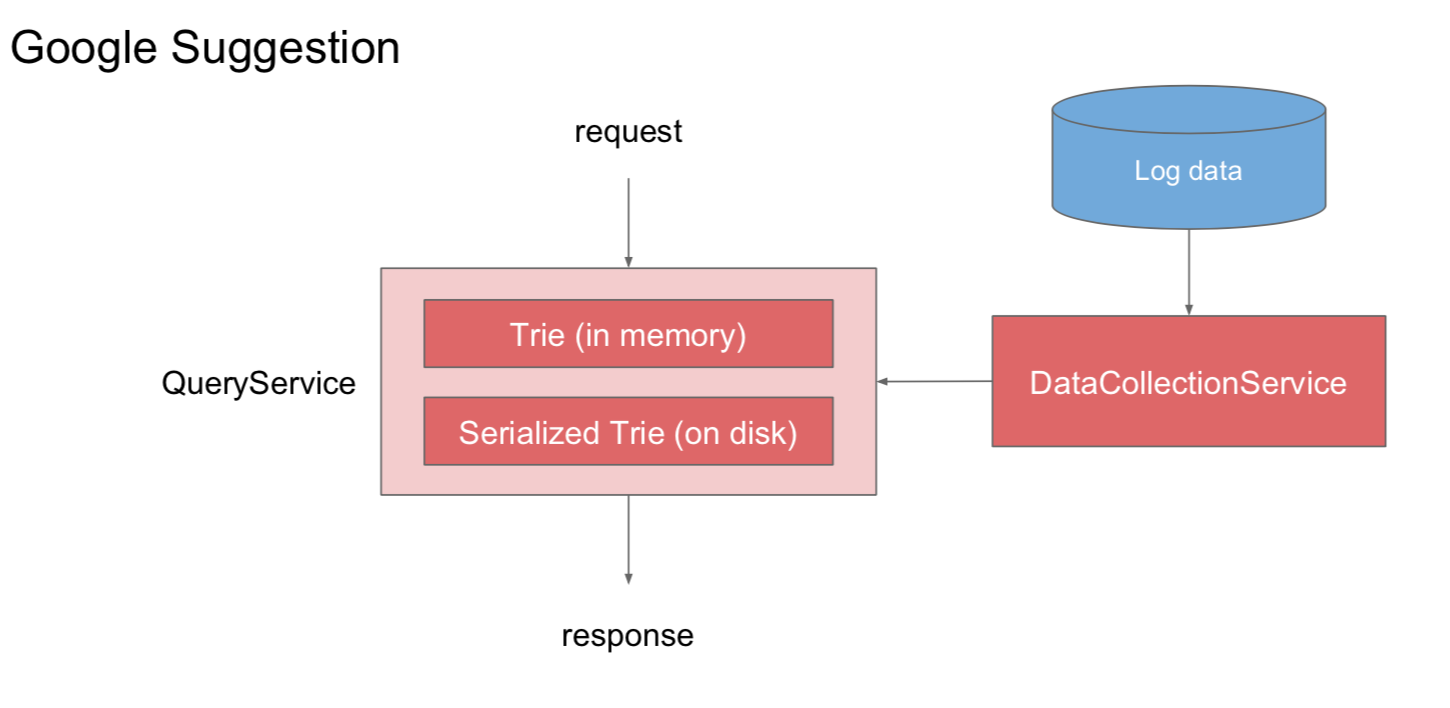 Google Suggestion
request
Log data
Trie (in memory)
QueryService
DataCollectionService
Serialized Trie (on disk)
response